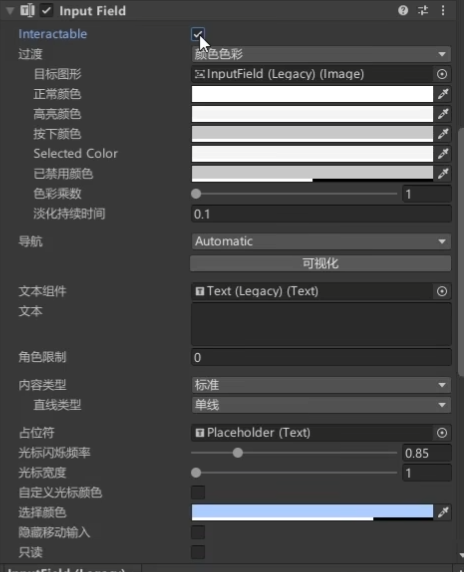 Input Field
Interactable
过渡 颜色色彩
目标图形 InputField (Legacy) (Image)
正常颜色
高亮颜色
按下颜色
Selected Color
已禁用颜色
色彩乘数 1
淡化持续时间 0.1
导航 Automatic
可视化
文本组件 Text (Legacy) (Text)
文本
角色限制 0
内容类型 标准
直线类型 单线
占位符 Placeholder (Text)
光标闪烁频率 0.85
光标宽度 1
自定义光标颜色
选择颜色
隐藏移动输入
只读
InputField (Legacy)